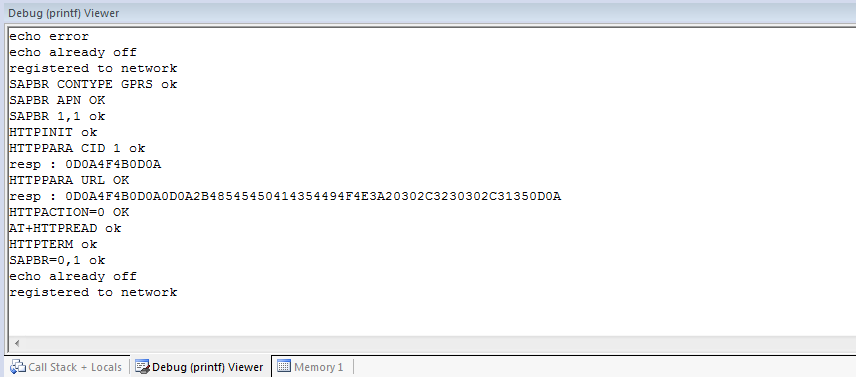 Debug (printf) Viewer
echo error
echo already off
registered to network
SAPBR CONTYPE GPRS ok
SAPBR APN OK
SAPBR 1,1 ok
HTTPINIT ok
HTTPPARA CID 1 ok
resp : 0D0A4F4B0D0A
HTTPPARA URL OK
resp : 0D0A4F4B0D0A0D0A2B48545450414354494F4E3A20302C3230302C31350D0A
HTTPACTION=0 OK
AT+HTTPREAD ok
HTTPTERM ok
SAPBR=0,1 ok
echo already off
registered to network
Call Stack + Locals Debug (printf) Viewer Memory 1